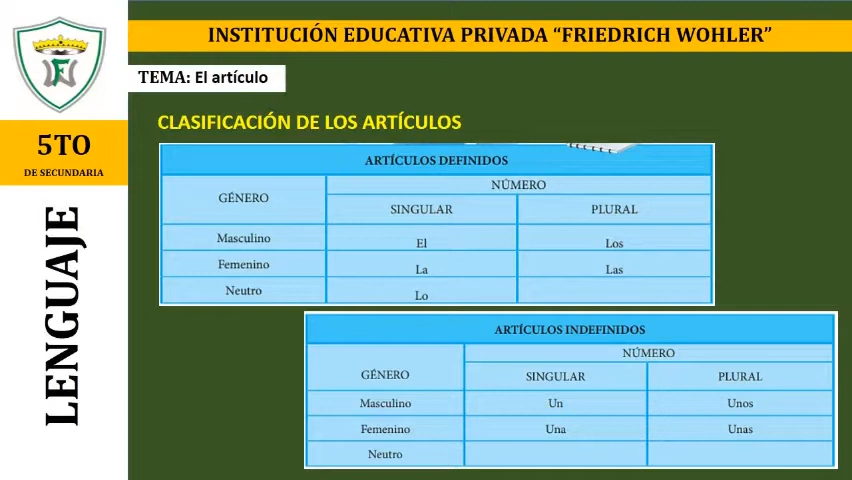 INSTITUCIÓN EDUCATIVA PRIVADA “FRIEDRICH WOHLER”
TEMA: El artículo
5TO
DE SECUNDARIA
LENGUAJE
CLASIFICACIÓN DE LOS ARTÍCULOS
ARTÍCULOS DEFINIDOS
GÉNERO NÚMERO
SINGULAR PLURAL
Masculino El Los
Femenino La Las
Neutro Lo
ARTÍCULOS INDEFINIDOS
GÉNERO NÚMERO
SINGULAR PLURAL
Masculino Un Unos
Femenino Una Unas
Neutro